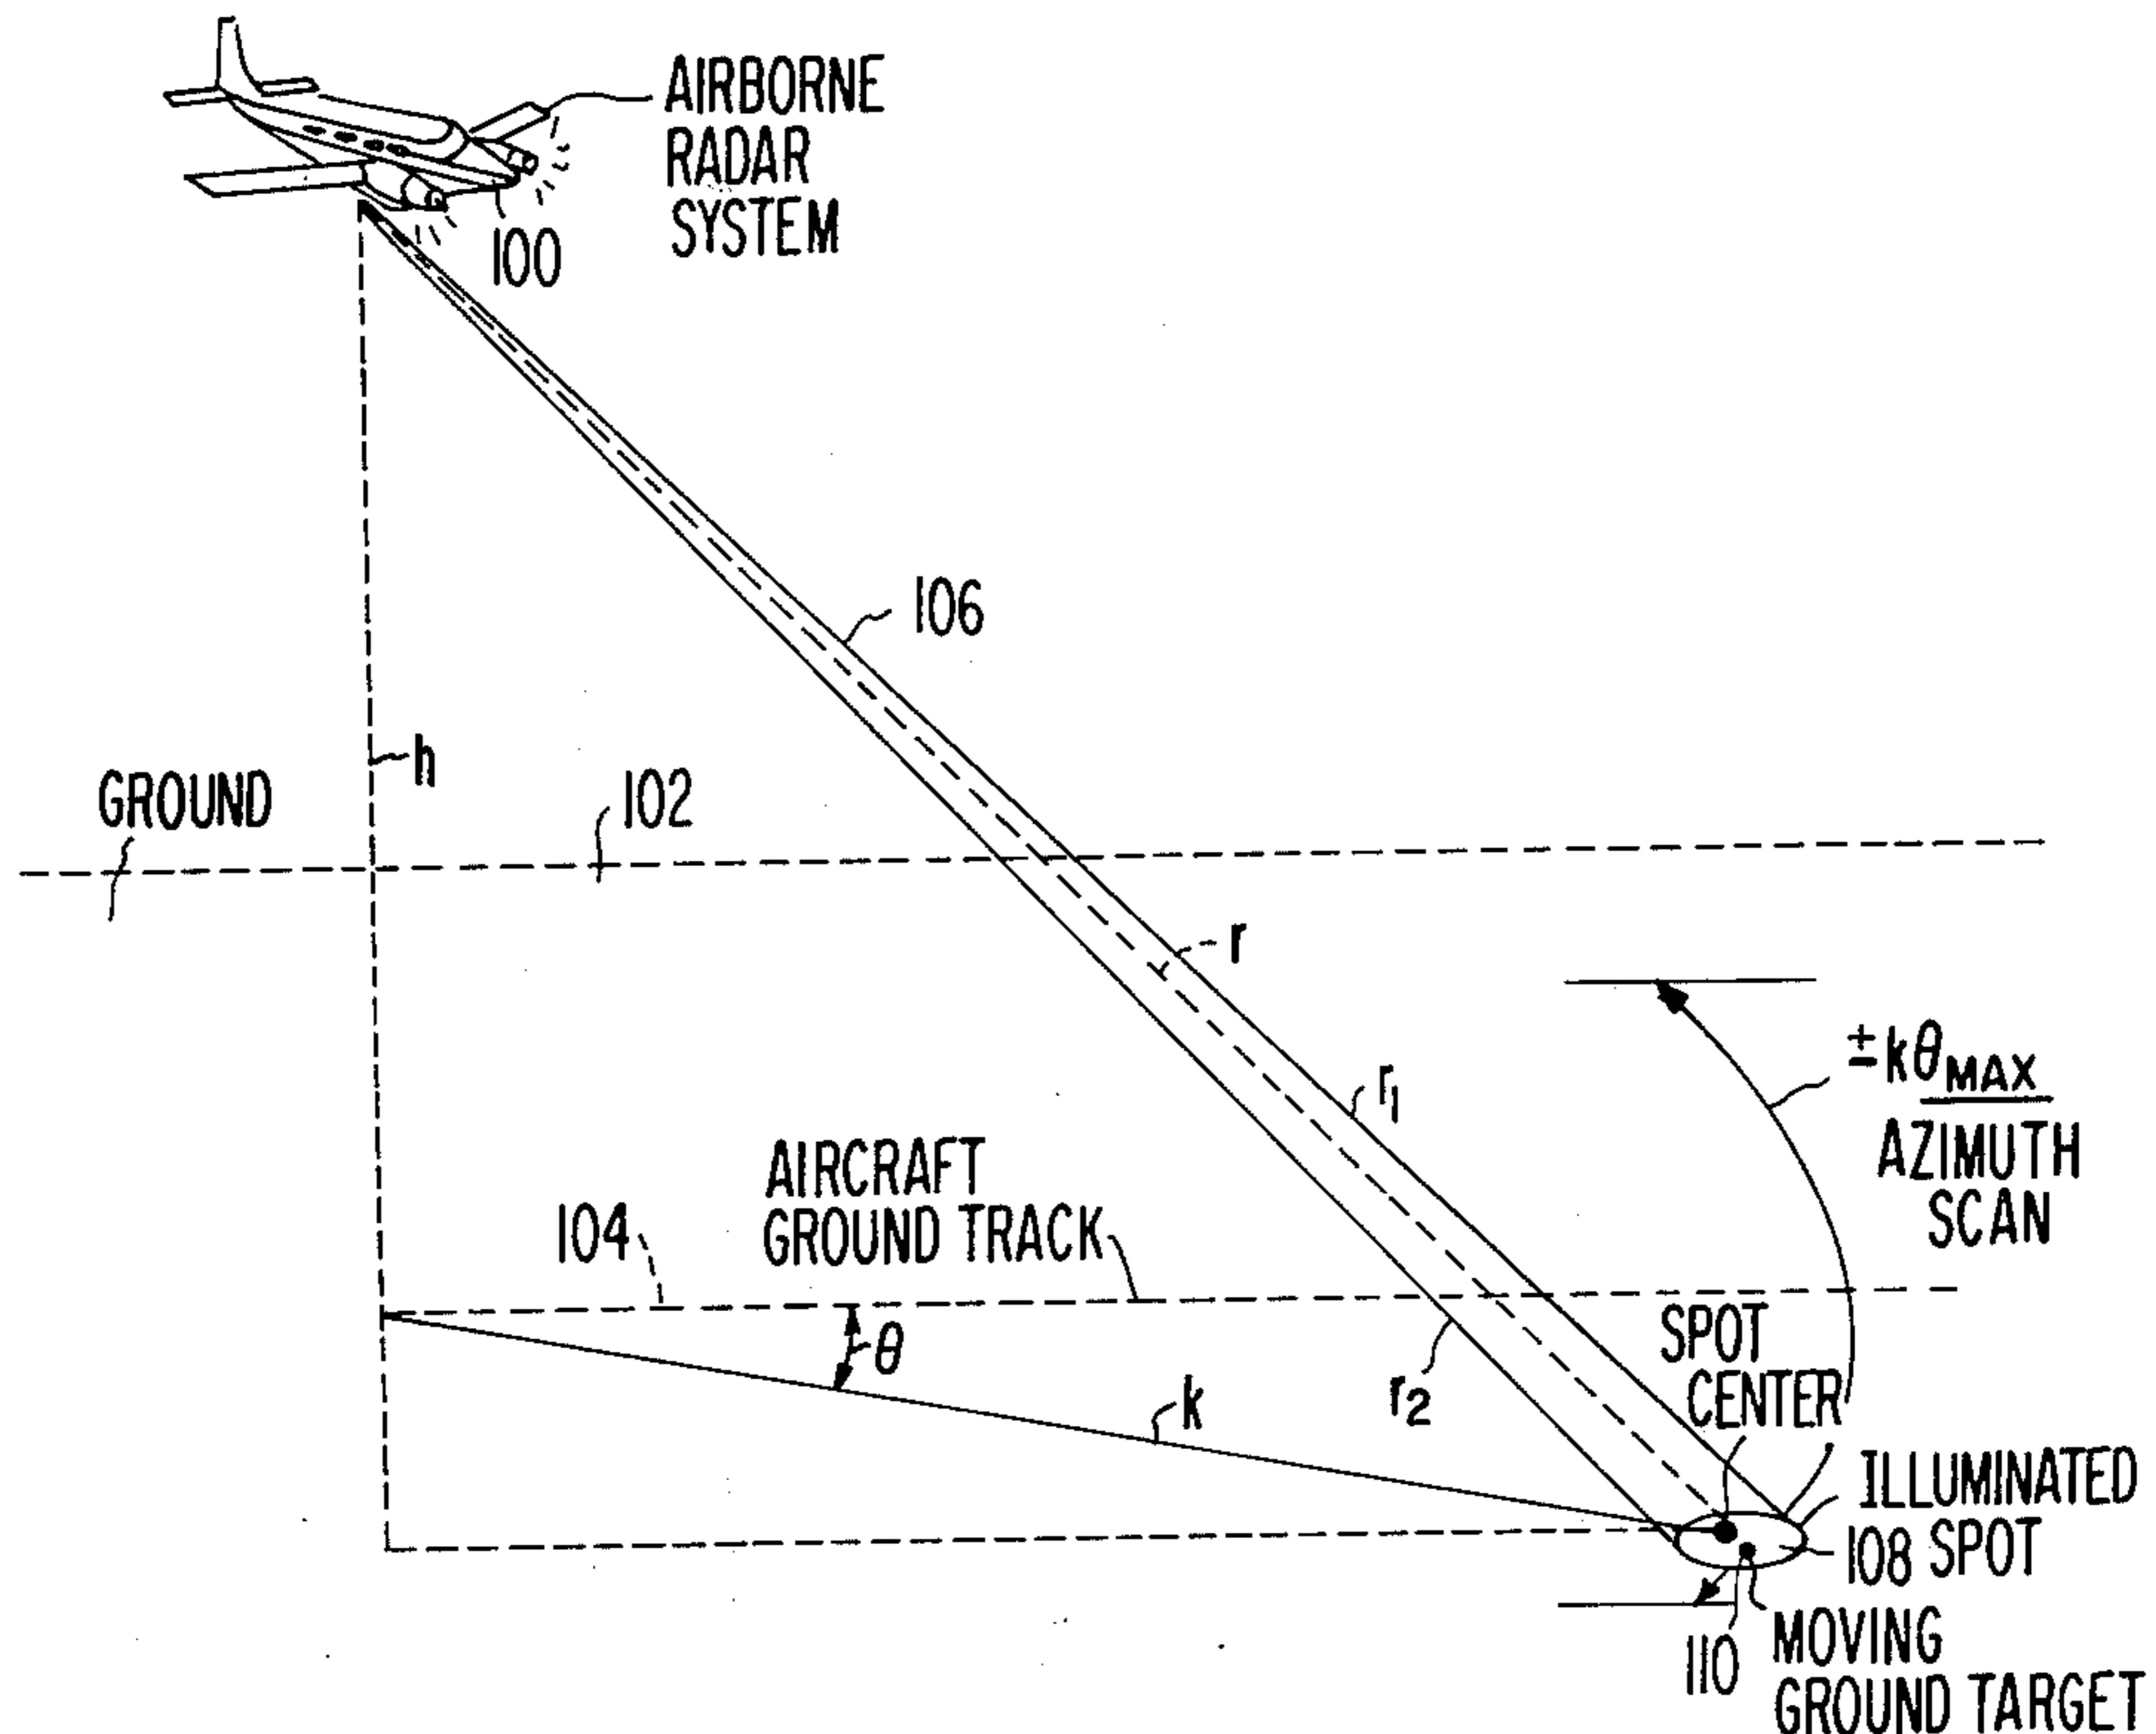 AIRBORNE
RADAR
SYSTEM
100
106
h
GROUND
102
r
r1
±kθMAX
AZIMUTH
SCAN
AIRCRAFT
GROUND TRACK
104
θ
SPOT
CENTER
r2
k
ILLUMINATED
SPOT
108
110
MOVING
GROUND TARGET